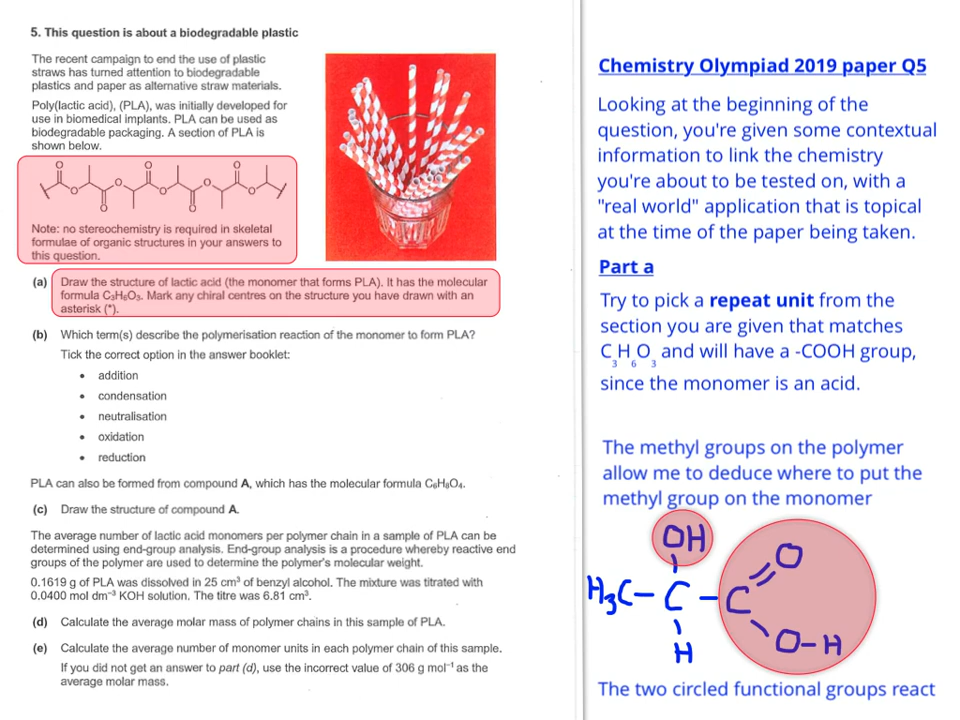 5. This question is about a biodegradable plastic
The recent campaign to end the use of plastic
straws has turned attention to biodegradable
plastics and paper as alternative straw materials.
Poly(lactic acid), (PLA), was initially developed for
use in biomedical implants. PLA can be used as
biodegradable packaging. A section of PLA is
shown below.
O O O
O O O O O
O O
Note: no stereochemistry is required in skeletal
formulae of organic structures in your answers to
this question.
(a) Draw the structure of lactic acid (the monomer that forms PLA). It has the molecular
formula C₃H₆O₃. Mark any chiral centres on the structure you have drawn with an
asterisk (*).
(b) Which term(s) describe the polymerisation reaction of the monomer to form PLA?
Tick the correct option in the answer booklet:
• addition
• condensation
• neutralisation
• oxidation
• reduction
PLA can also be formed from compound A, which has the molecular formula C₆H₈O₄.
(c) Draw the structure of compound A.
The average number of lactic acid monomers per polymer chain in a sample of PLA can be
determined using end-group analysis. End-group analysis is a procedure whereby reactive end
groups of the polymer are used to determine the polymer's molecular weight.
0.1619 g of PLA was dissolved in 25 cm³ of benzyl alcohol. The mixture was titrated with
0.0400 mol dm⁻³ KOH solution. The titre was 6.81 cm³.
(d) Calculate the average molar mass of polymer chains in this sample of PLA.
(e) Calculate the average number of monomer units in each polymer chain of this sample.
If you did not get an answer to part (d), use the incorrect value of 306 g mol⁻¹ as the
average molar mass.
Chemistry Olympiad 2019 paper Q5
Looking at the beginning of the
question, you're given some contextual
information to link the chemistry
you're about to be tested on, with a
"real world" application that is topical
at the time of the paper being taken.
Part a
Try to pick a repeat unit from the
section you are given that matches
C₃H₆O₃ and will have a -COOH group,
since the monomer is an acid.
The methyl groups on the polymer
allow me to deduce where to put the
methyl group on the monomer
OH O
H₃C-C-C
H O-H
The two circled functional groups react